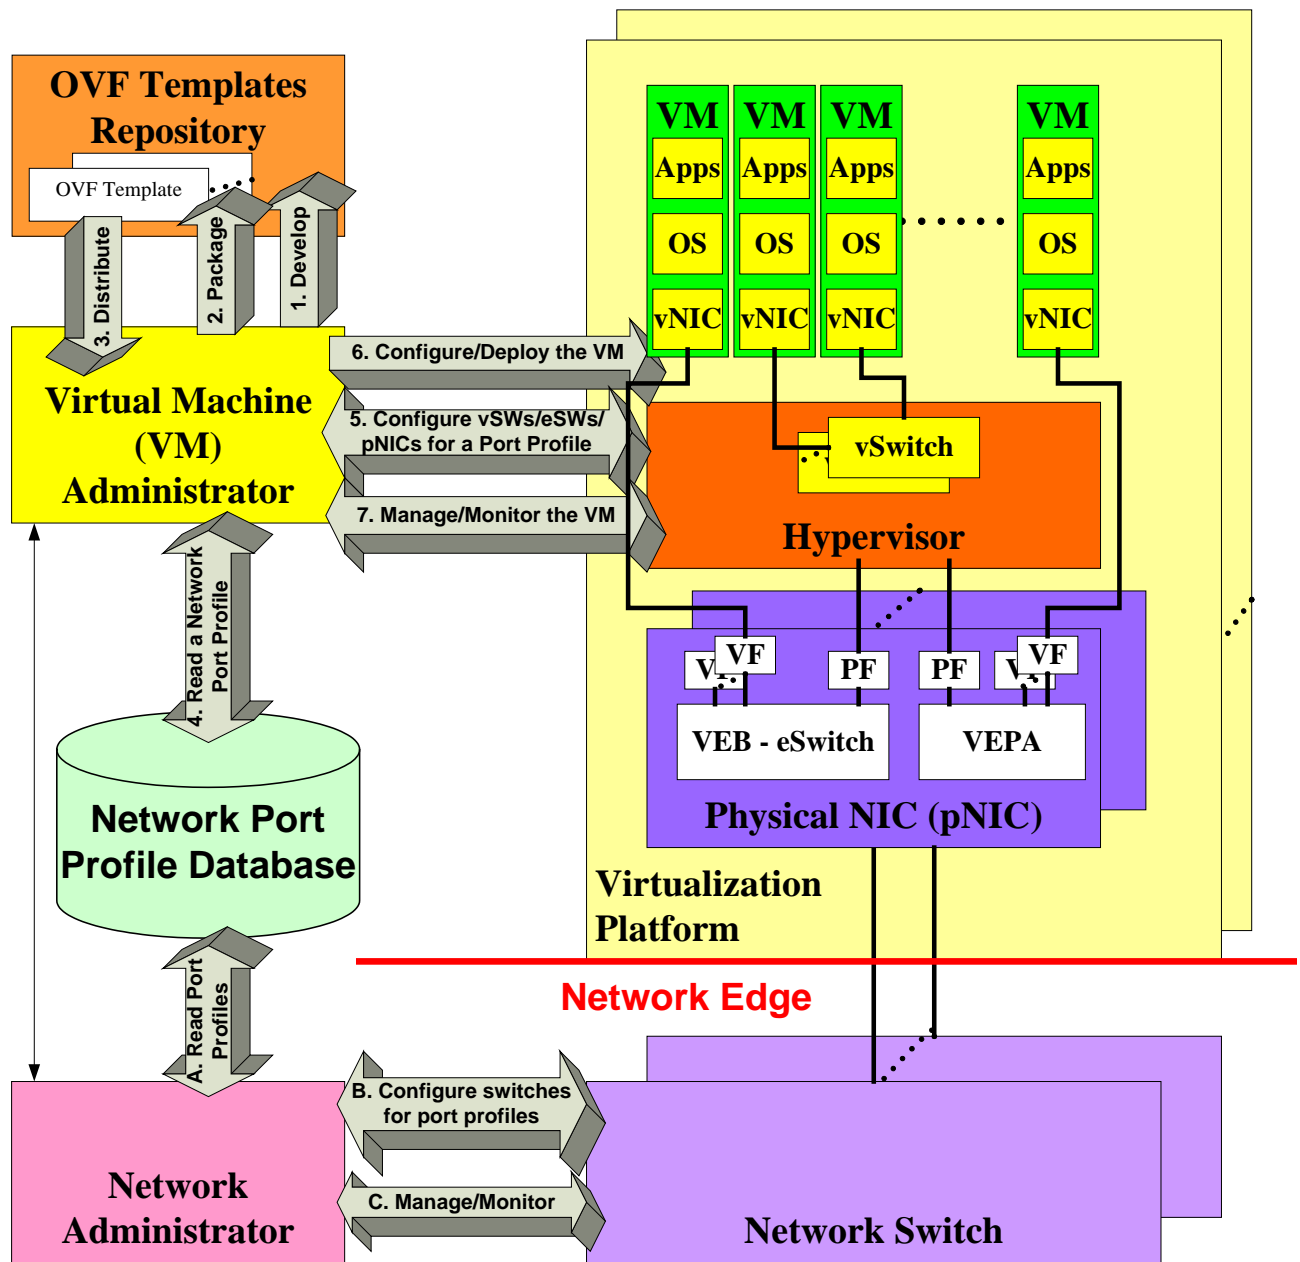 OVF Templates
Repository
OVF Template
3. Distribute
2. Package
1. Develop
Virtual Machine
(VM)
Administrator
6. Configure/Deploy the VM
5. Configure vSWs/eSWs/
pNICs for a Port Profile
7. Manage/Monitor the VM
4. Read a Network
Port Profile
Network Port
Profile Database
A. Read Port
Profiles
Network
Administrator
B. Configure switches
for port profiles
C. Manage/Monitor
VM VM VM VM
Apps Apps Apps Apps
OS OS OS OS
vNIC vNIC vNIC vNIC
vSwitch
Hypervisor
VF PF PF VF
VEB - eSwitch VEPA
Physical NIC (pNIC)
Virtualization
Platform
Network Edge
Network Switch